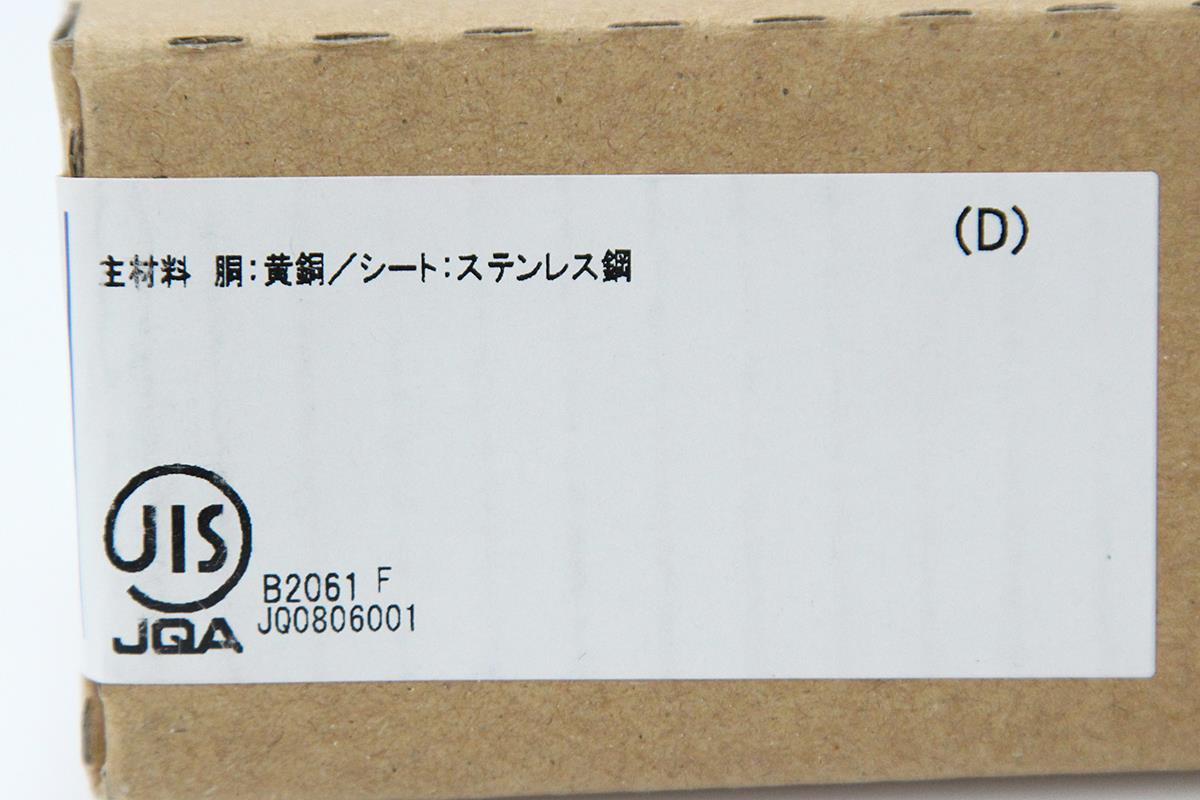 (D)
主材料 胴:黄銅/シート:ステンレス鋼
JIS
B2061 F
JQA JQ0806001